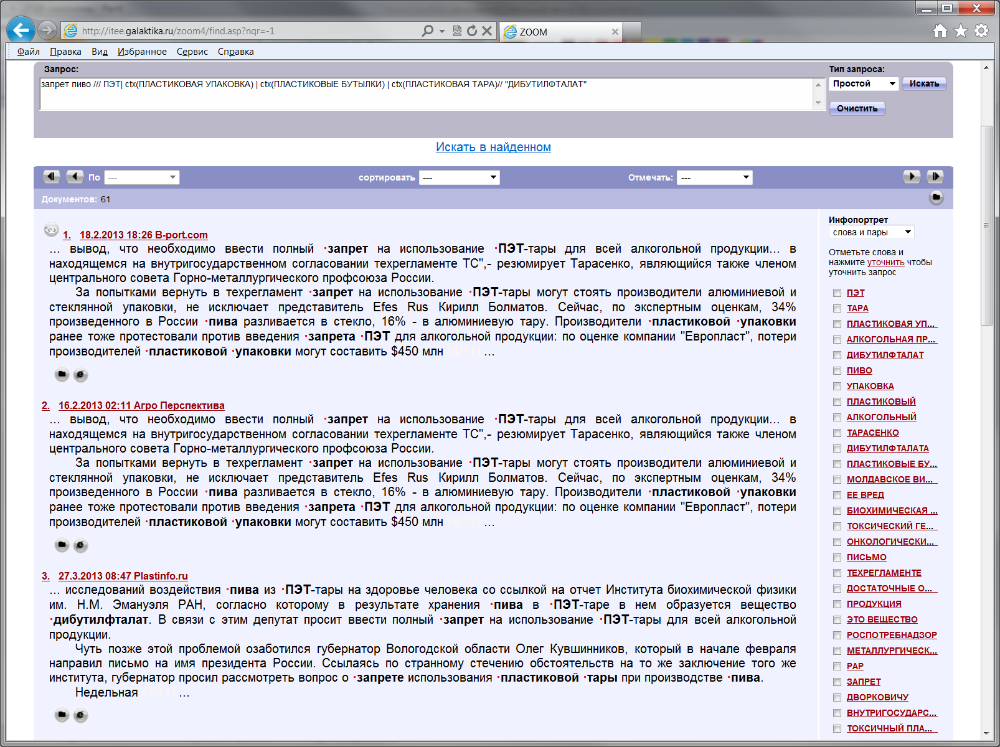 http://itee.galaktika.ru/zoom4/find.asp?nqr=-1
ZOOM
Файл Правка Вид Избранное Сервис Справка
Запрос:
Тип запроса:
запрет пиво /// ПЭТ| ctx(ПЛАСТИКОВАЯ УПАКОВКА) | ctx(ПЛАСТИКОВЫЕ БУТЫЛКИ) | ctx(ПЛАСТИКОВАЯ ТАРА)// "ДИБУТИЛФТАЛАТ"
Простой Искать
Очистить
Искать в найденном
По --- сортировать --- Отмечать: ---
Документов: 61
1. 18.2.2013 18:26 B-port.com
... вывод, что необходимо ввести полный ·запрет на использование ·ПЭТ-тары для всей алкогольной продукции... в
находящемся на внутригосударственном согласовании техрегламенте ТС",- резюмирует Тарасенко, являющийся также членом
центрального совета Горно-металлургического профсоюза России.
За попытками вернуть в техрегламент ·запрет на использование ·ПЭТ-тары могут стоять производители алюминиевой и
стеклянной упаковки, не исключает представитель Efes Rus Кирилл Болматов. Сейчас, по экспертным оценкам, 34%
произведенного в России ·пива разливается в стекло, 16% - в алюминиевую тару. Производители ·пластиковой ·упаковки
ранее тоже протестовали против введения ·запрета ·ПЭТ для алкогольной продукции: по оценке компании "Европласт", потери
производителей ·пластиковой ·упаковки могут составить $450 млн (4/11) ...
2. 16.2.2013 02:11 Агро Перспектива
... вывод, что необходимо ввести полный ·запрет на использование ·ПЭТ-тары для всей алкогольной продукции... в
находящемся на внутригосударственном согласовании техрегламенте ТС",- резюмирует Тарасенко, являющийся также членом
центрального совета Горно-металлургического профсоюза России.
За попытками вернуть в техрегламент ·запрет на использование ·ПЭТ-тары могут стоять производители алюминиевой и
стеклянной упаковки, не исключает представитель Efes Rus Кирилл Болматов. Сейчас, по экспертным оценкам, 34%
произведенного в России ·пива разливается в стекло, 16% - в алюминиевую тару. Производители ·пластиковой ·упаковки
ранее тоже протестовали против введения ·запрета ·ПЭТ для алкогольной продукции: по оценке компании "Европласт", потери
производителей ·пластиковой ·упаковки могут составить $450 млн (4/11) ...
3. 27.3.2013 08:47 Plastinfo.ru
... исследований воздействия ·пива из ·ПЭТ-тары на здоровье человека со ссылкой на отчет Института биохимической физики
им. Н.М. Эмануэля РАН, согласно которому в результате хранения ·пива в ·ПЭТ-таре в нем образуется вещество
·дибутилфталат. В связи с этим депутат просит ввести полный ·запрет на использование ·ПЭТ-тары для всей алкогольной
продукции.
Чуть позже этой проблемой озаботился губернатор Вологодской области Олег Кувшинников, который в начале февраля
направил письмо на имя президента России. Ссылаясь по странному стечению обстоятельств на то же заключение того же
института, губернатор просил рассмотреть вопрос о ·запрете использования ·пластиковой ·тары при производстве ·пива.
Недельная ...
Инфопортрет
слова и пары
Отметьте слова и
нажмите уточнить чтобы
уточнить запрос
ПЭТ
ТАРА
ПЛАСТИКОВАЯ УП...
АЛКОГОЛЬНАЯ ПР...
ДИБУТИЛФТАЛАТ
ПИВО
УПАКОВКА
ПЛАСТИКОВЫЙ
АЛКОГОЛЬНЫЙ
ТАРАСЕНКО
ДИБУТИЛФТАЛАТА
ПЛАСТИКОВЫЕ БУ...
МОЛДАВСКОЕ ВИ...
ЕЕ ВРЕД
БИОХИМИЧЕСКАЯ ...
ТОКСИЧЕСКИЙ ГЕ...
ОНКОЛОГИЧЕСКИ...
ПИСЬМО
ТЕХРЕГЛАМЕНТЕ
ДОСТАТОЧНЫЕ О...
ПРОДУКЦИЯ
ЭТО ВЕЩЕСТВО
РОСПОТРЕБНАДЗОР
МЕТАЛЛУРГИЧЕСК...
РАР
ЗАПРЕТ
ДВОРКОВИЧУ
ВНУТРИГОСУДАРС...
ТОКСИЧНЫЙ ПЛА...